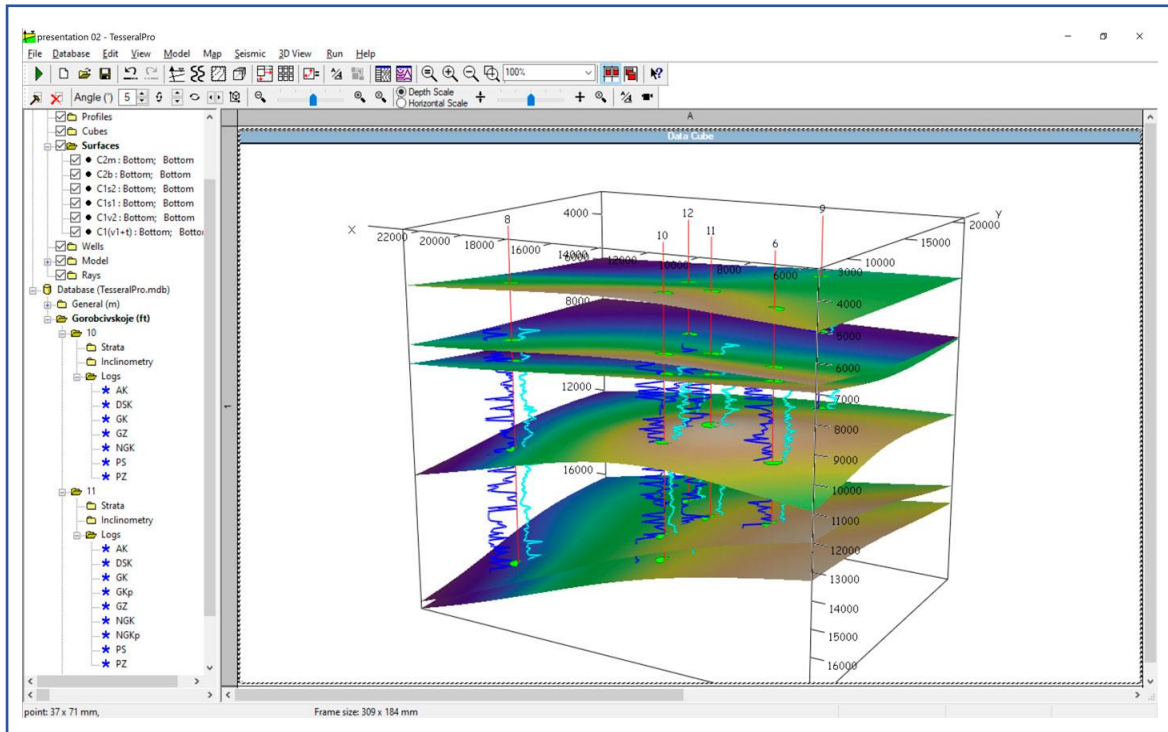 presentation 02 - TesseralPro
File Database Edit View Model Map Seismic 3D View Run Help
100%
Angle (°) 5 Depth Scale
Horizontal Scale
Profiles
Cubes
Surfaces
C2m : Bottom; Bottom
C2b : Bottom; Bottom
C1s2 : Bottom; Bottom
C1s1 : Bottom; Bottom
C1v2 : Bottom; Bottom
C1(v1+t) : Bottom; Botto
Wells
Model
Rays
Database (TesseralPro.mdb)
General (m)
Gorobcivskoje (ft)
10
Strata
Inclinometry
Logs
AK
DSK
GK
GZ
NGK
PS
PZ
11
Strata
Inclinometry
Logs
AK
DSK
GK
GKp
GZ
NGK
NGKp
PS
PZ
A
1
Data Cube
X
22000 20000 18000 16000 14000 12000 10000 8000 6000
Y
20000
15000
10000
8
12
10
11
6
9
4000
8000
12000
16000
3000
4000
5000
6000
7000
8000
9000
10000
11000
12000
13000
14000
15000
16000
point: 37 x 71 mm, Frame size: 309 x 184 mm